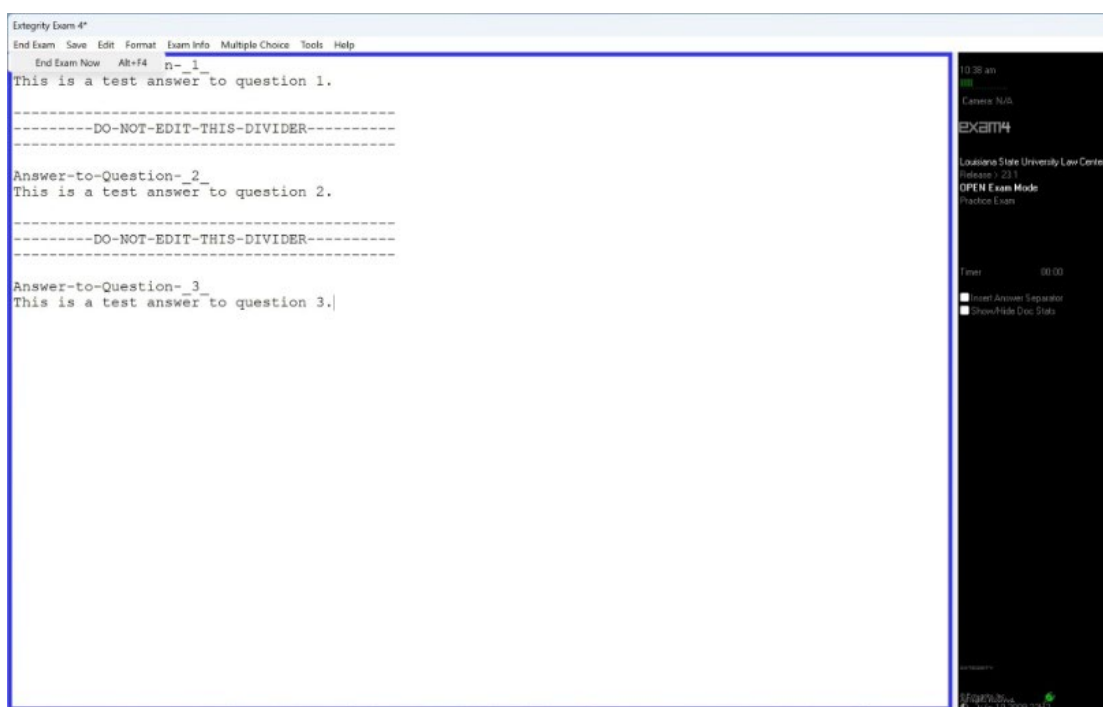 Extegrity Exam 4*
End Exam Save Edit Format Exam Info Multiple Choice Tools Help
End Exam Now Alt+F4
n-_1_
This is a test answer to question 1.
-------------------------------------------
---------DO-NOT-EDIT-THIS-DIVIDER----------
-------------------------------------------
Answer-to-Question-_2_
This is a test answer to question 2.
-------------------------------------------
---------DO-NOT-EDIT-THIS-DIVIDER----------
-------------------------------------------
Answer-to-Question-_3_
This is a test answer to question 3.
10:38 am
Camera: N/A
exam4
Louisiana State University Law Cente
Release > 23.1
OPEN Exam Mode
Practice Exam
Timer 00:00
Insert Answer Separator
Show/Hide Doc Stats
EXTEGRITY